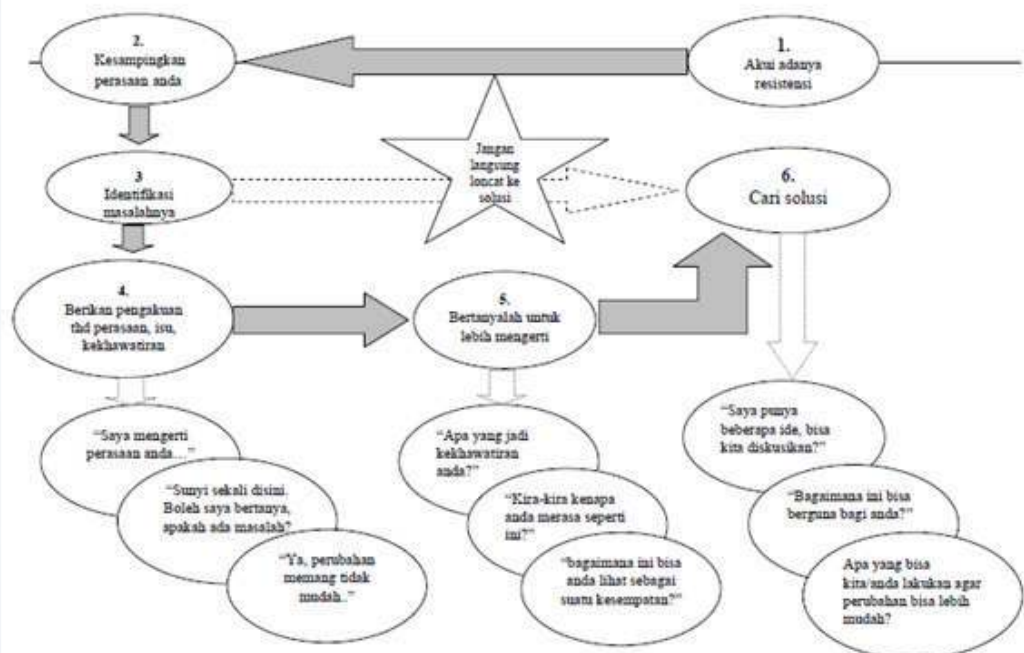 1.
Akui adanya
resistensi
2.
Kesampingkan
perasaan anda
3
Identifikasi
masalahnya
Jangan
langsung
loncat ke
solusi
4.
Berikan pengakuan
thd perasaan, isu,
kekhawatiran
5.
Bertanyalah untuk
lebih mengerti
6.
Cari solusi
“Saya mengerti
perasaan anda…”
“Sunyi sekali disini.
Boleh saya bertanya,
apakah ada masalah?
“Ya, perubahan
memang tidak
mudah..”
“Apa yang jadi
kekhawatiran
anda?”
“Kira-kira kenapa
anda merasa seperti
ini?”
“bagaimana ini bisa
anda lihat sebagai
suatu kesempatan?”
“Saya punya
beberapa ide, bisa
kita diskusikan?”
“Bagaimana ini bisa
berguna bagi anda?”
Apa yang bisa
kita/anda lakukan agar
perubahan bisa lebih
mudah?